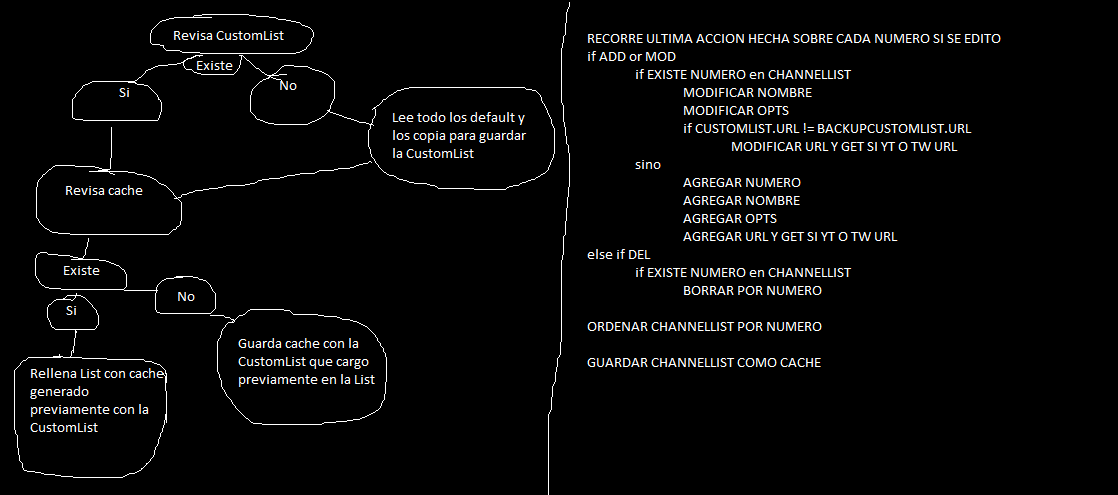 Revisa CustomList
Existe
Si
No
Lee todo los default y
los copia para guardar
la CustomList
Revisa cache
Existe
Si
No
Guarda cache con la
CustomList que cargo
previamente en la List
Rellena List con cache
generado
previamente con la
CustomList
RECORRE ULTIMA ACCION HECHA SOBRE CADA NUMERO SI SE EDITO
if ADD or MOD
if EXISTE NUMERO en CHANNELLIST
MODIFICAR NOMBRE
MODIFICAR OPTS
if CUSTOMLIST.URL != BACKUPCUSTOMLIST.URL
MODIFICAR URL Y GET SI YT O TW URL
sino
AGREGAR NUMERO
AGREGAR NOMBRE
AGREGAR OPTS
AGREGAR URL Y GET SI YT O TW URL
else if DEL
if EXISTE NUMERO en CHANNELLIST
BORRAR POR NUMERO
ORDENAR CHANNELLIST POR NUMERO
GUARDAR CHANNELLIST COMO CACHE